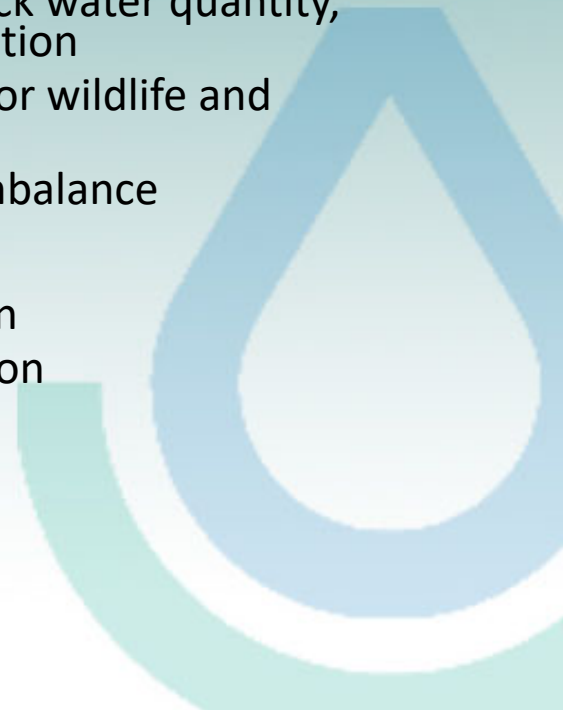 ck water quantity,
tion
or wildlife and
nbalance
n
on